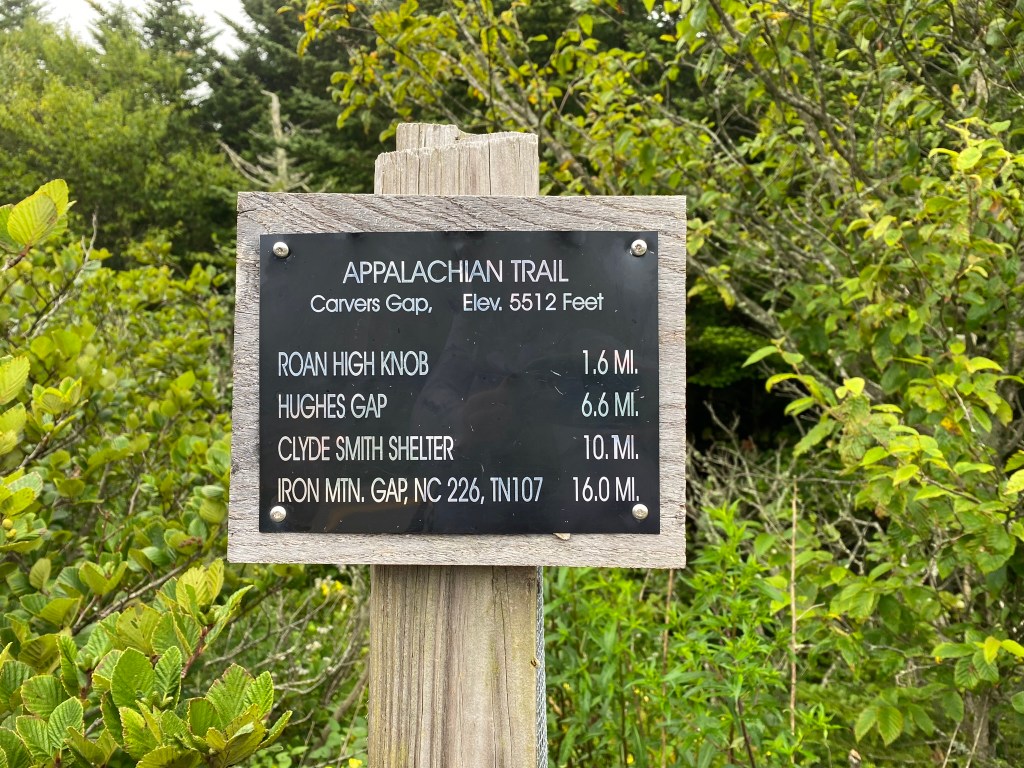 APPALACHIAN TRAIL
Carvers Gap, Elev. 5512 Feet
ROAN HIGH KNOB 1.6 MI.
HUGHES GAP 6.6 MI.
CLYDE SMITH SHELTER 10. MI.
IRON MTN. GAP, NC 226, TN107 16.0 MI.